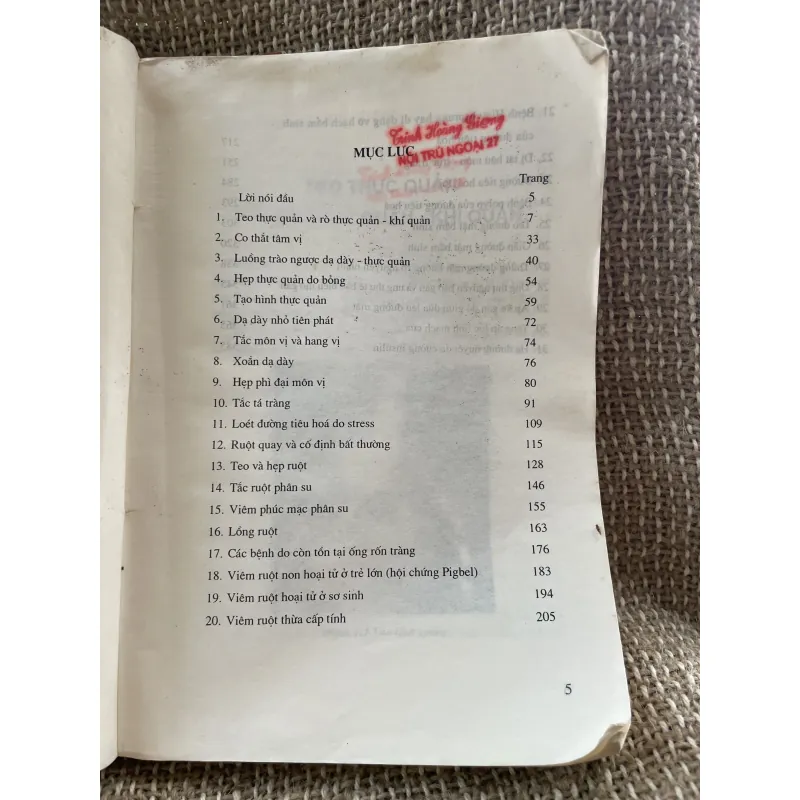 Trịnh Hoàng Giang
NỘI TRÚ NGOẠI 27
MỤC LỤC
Trang
Lời nói đầu 5
1. Teo thực quản và rò thực quản - khí quản 7
2. Co thắt tâm vị 33
3. Luồng trào ngược dạ dày - thực quản 40
4. Hẹp thực quản do bỏng 54
5. Tạo hình thực quản 59
6. Dạ dày nhỏ tiên phát 72
7. Tắc môn vị và hang vị 74
8. Xoắn dạ dày 76
9. Hẹp phì đại môn vị 80
10. Tắc tá tràng 91
11. Loét đường tiêu hoá do stress 109
12. Ruột quay và cố định bất thường 115
13. Teo và hẹp ruột 128
14. Tắc ruột phân su 146
15. Viêm phúc mạc phân su 155
16. Lồng ruột 163
17. Các bệnh do còn tồn tại ống rốn tràng 176
18. Viêm ruột non hoại tử ở trẻ lớn (hội chứng Pigbel) 183
19. Viêm ruột hoại tử ở sơ sinh 194
20. Viêm ruột thừa cấp tính 205
5